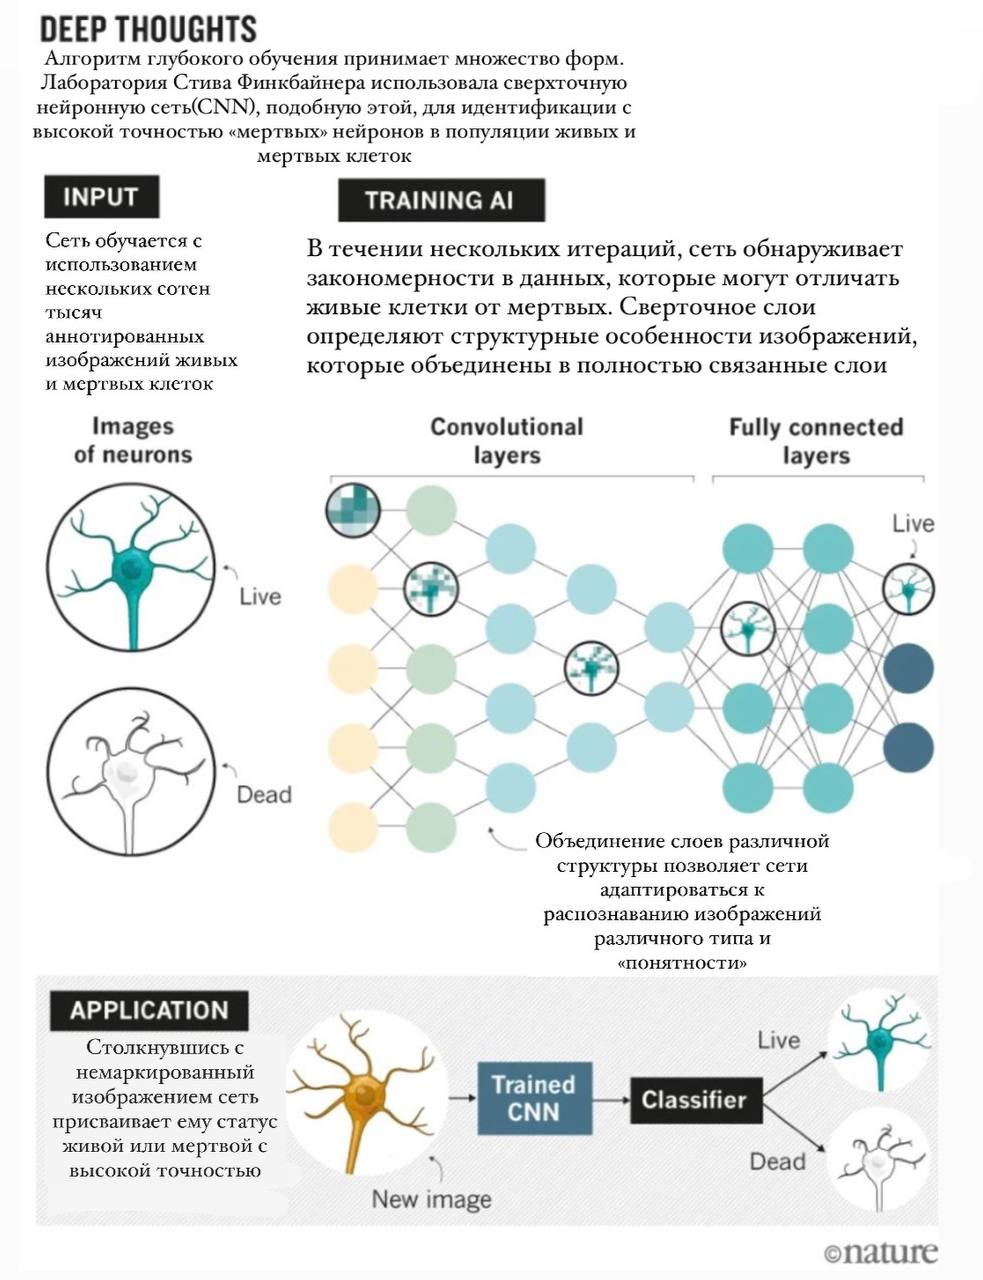 DEEP THOUGHTS
Алгоритм глубокого обучения принимает множество форм.
Лаборатория Стива Финкбайнера использовала сверхточную
нейронную сеть(CNN), подобную этой, для идентификации с
высокой точностью «мертвых» нейронов в популяции живых и
мертвых клеток
INPUT
Сеть обучается с
использованием
нескольких сотен
тысяч
аннотированных
изображений живых
и мертвых клеток
TRAINING AI
В течении нескольких итераций, сеть обнаруживает
закономерности в данных, которые могут отличать
живые клетки от мертвых. Сверточное слои
определяют структурные особенности изображений,
которые объединены в полностью связанные слои
Images
of neurons
Live
Dead
Convolutional
layers
Fully connected
layers
Live
Объединение слоев различной
структуры позволяет сети
адаптироваться к
распознаванию изображений
различного типа и
«понятности»
APPLICATION
Столкнувшись с
немаркированный
изображением сеть
присваивает ему статус
живой или мертвой с
высокой точностью
New image
Trained
CNN
Classifier
Live
Dead
©nature